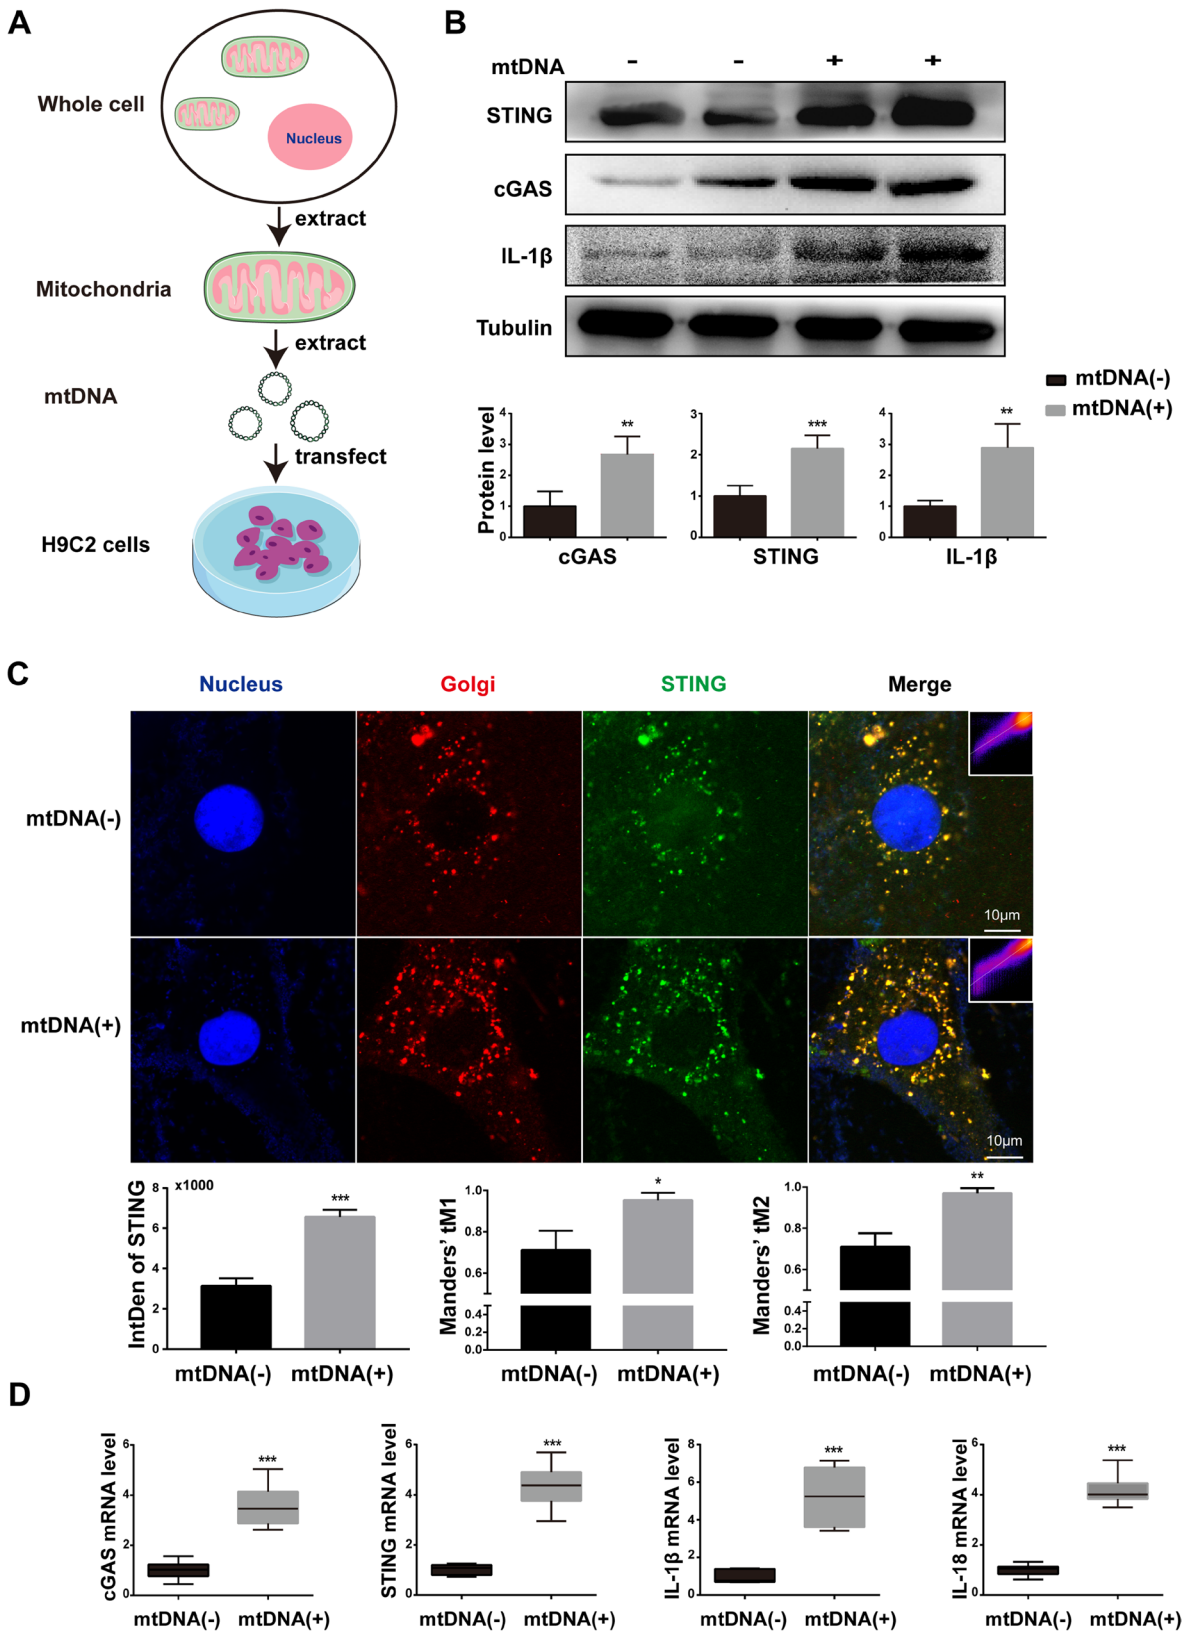 A
Whole cell
Nucleus
extract
Mitochondria
extract
mtDNA
transfect
H9C2 cells
B
mtDNA - - + +
STING
cGAS
IL-1β
Tubulin
mtDNA(-)
mtDNA(+)
Protein level
4
3
2
1
0
**
cGAS
3
2
1
0
***
STING
4
3
2
1
0
**
IL-1β
C
Nucleus Golgi STING Merge
mtDNA(-)
10μm
mtDNA(+)
10μm
IntDen of STING
x1000
8
6
4
2
0
***
mtDNA(-) mtDNA(+)
Manders' tM1
1.0
0.8
0.6
0.4
0.2
0.0
*
mtDNA(-) mtDNA(+)
Manders' tM2
1.0
0.8
0.6
0.4
0.2
0.0
**
mtDNA(-) mtDNA(+)
D
cGAS mRNA level
6
4
2
0
***
mtDNA(-) mtDNA(+)
STING mRNA level
6
4
2
0
***
mtDNA(-) mtDNA(+)
IL-1β mRNA level
8
6
4
2
0
***
mtDNA(-) mtDNA(+)
IL-18 mRNA level
6
4
2
0
***
mtDNA(-) mtDNA(+)